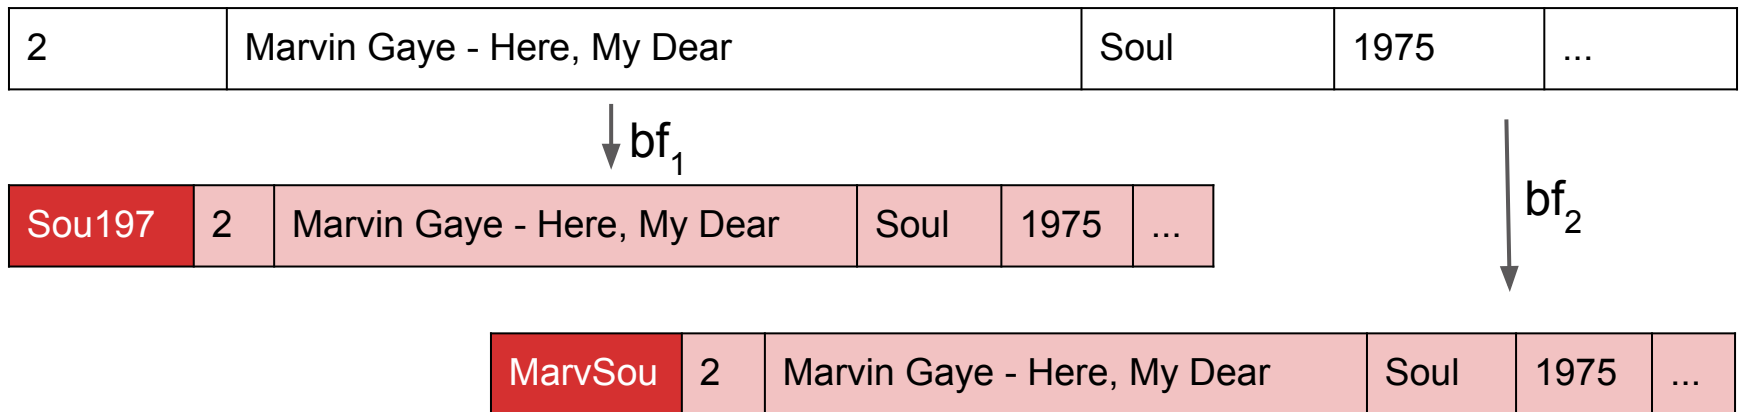 2 Marvin Gaye - Here, My Dear Soul 1975 ...
bf1
Sou197 2 Marvin Gaye - Here, My Dear Soul 1975 ...
bf2
MarvSou 2 Marvin Gaye - Here, My Dear Soul 1975 ...